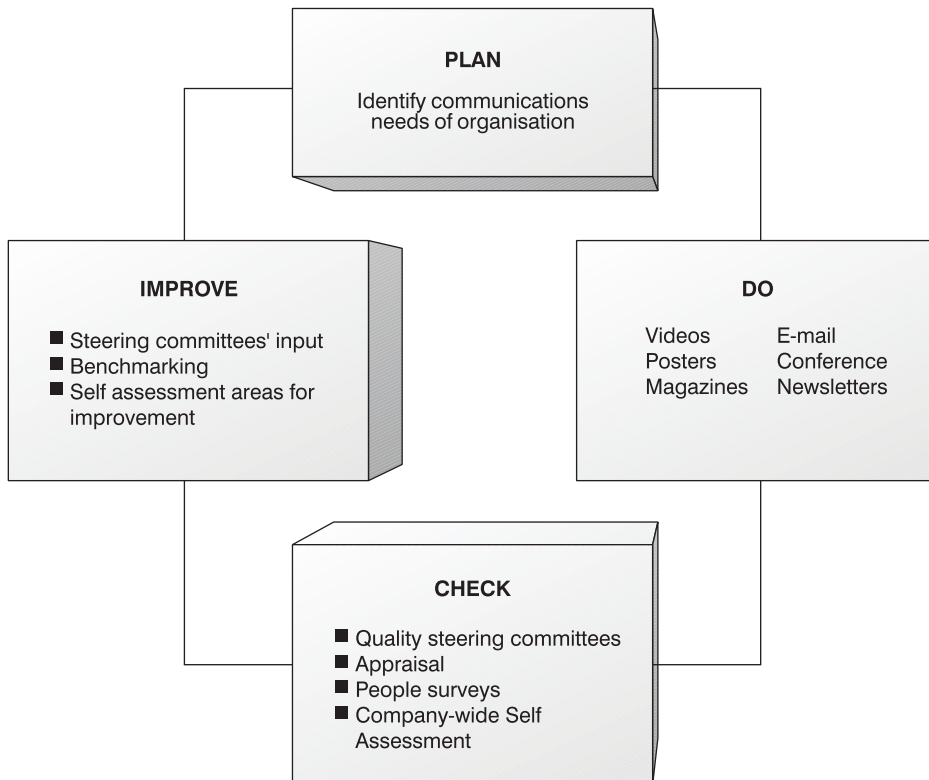 PLAN
Identify communications
needs of organisation
IMPROVE
■ Steering committees' input
■ Benchmarking
■ Self assessment areas for
improvement
DO
Videos E-mail
Posters Conference
Magazines Newsletters
CHECK
■ Quality steering committees
■ Appraisal
■ People surveys
■ Company-wide Self
Assessment